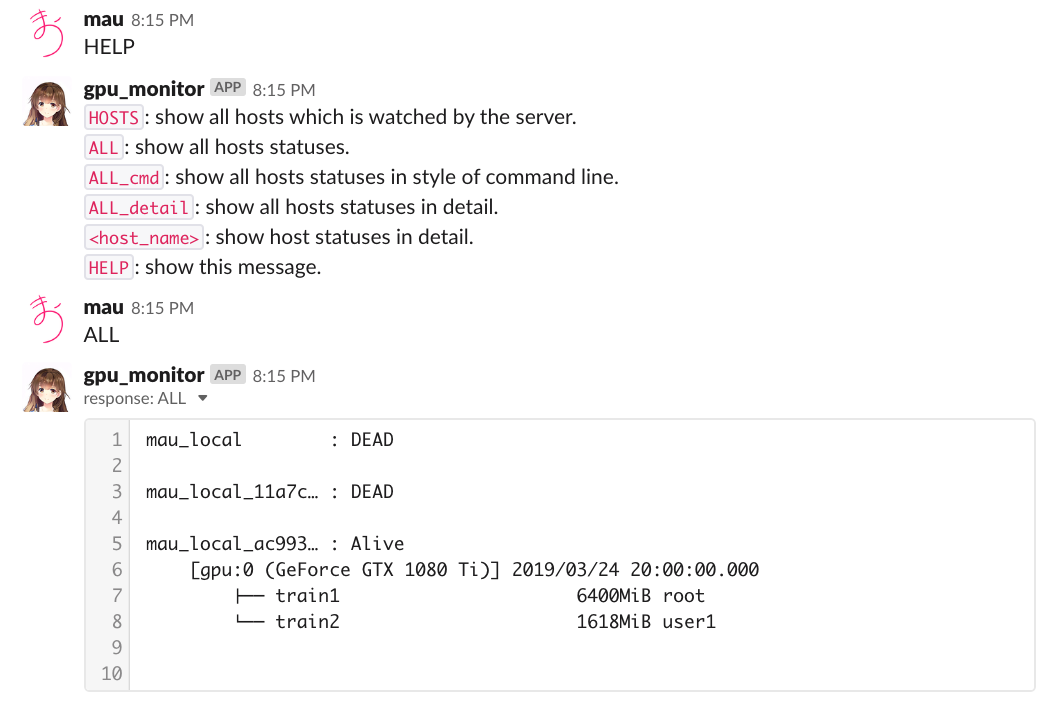 mau 8:15 PM
HELP
gpu_monitor APP 8:15 PM
HOSTS: show all hosts which is watched by the server.
ALL: show all hosts statuses.
ALL_cmd: show all hosts statuses in style of command line.
ALL_detail: show all hosts statuses in detail.
<host_name>: show host statuses in detail.
HELP: show this message.
mau 8:15 PM
ALL
gpu_monitor APP 8:15 PM
response: ALL ▼
1 mau_local : DEAD
2
3 mau_local_11a7c… : DEAD
4
5 mau_local_ac993… : Alive
6 [gpu:0 (GeForce GTX 1080 Ti)] 2019/03/24 20:00:00.000
7 ├── train1 6400MiB root
8 └── train2 1618MiB user1
9
10